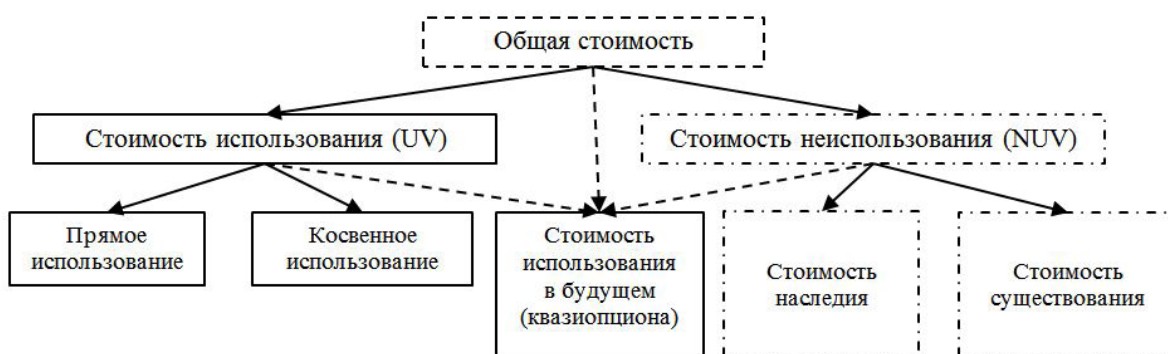 Общая стоимость
Стоимость использования (UV)
Стоимость неиспользования (NUV)
Прямое
использование
Косвенное
использование
Стоимость
использования
в будущем
(квазиопциона)
Стоимость
наследия
Стоимость
существования